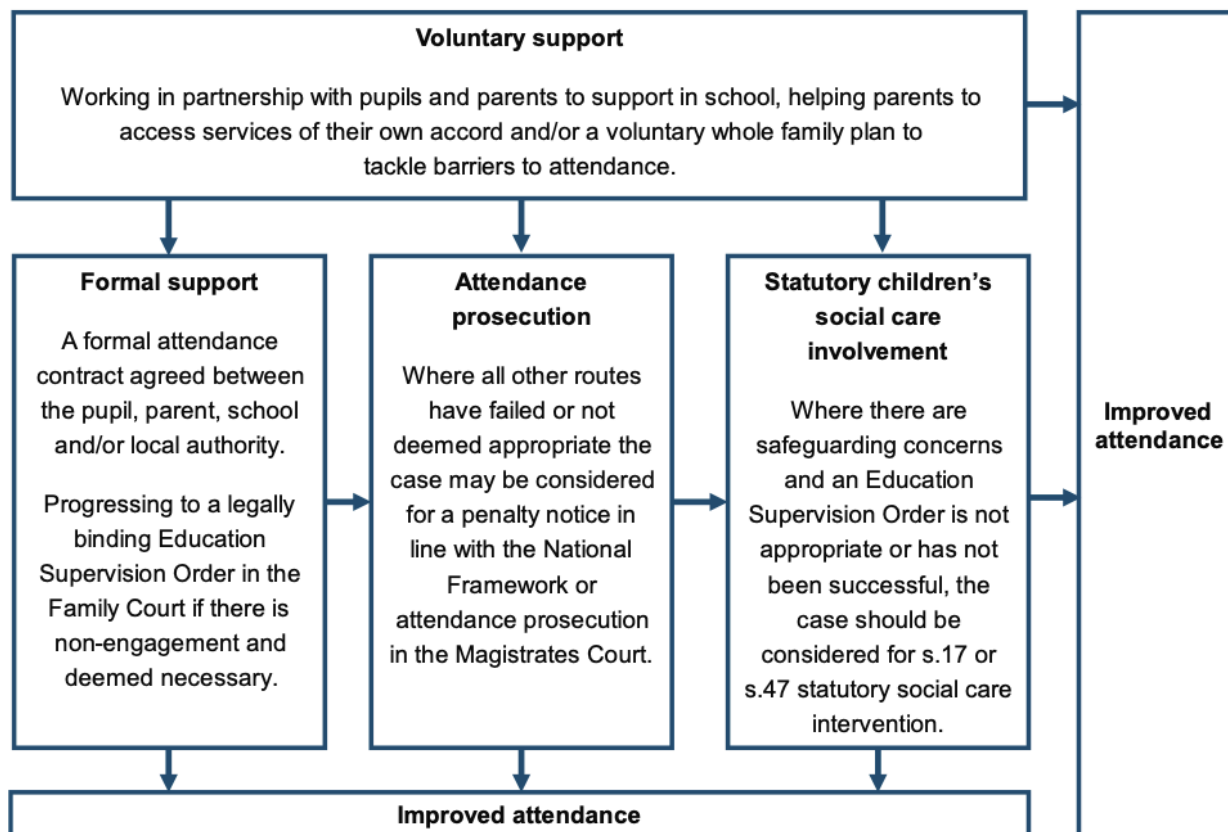 Voluntary support
Working in partnership with pupils and parents to support in school, helping parents to
access services of their own accord and/or a voluntary whole family plan to
tackle barriers to attendance.
Formal support
A formal attendance
contract agreed between
the pupil, parent, school
and/or local authority.
Progressing to a legally
binding Education
Supervision Order in the
Family Court if there is
non-engagement and
deemed necessary.
Attendance
prosecution
Where all other routes
have failed or not
deemed appropriate the
case may be considered
for a penalty notice in
line with the National
Framework or
attendance prosecution
in the Magistrates Court.
Statutory children’s
social care
involvement
Where there are
safeguarding concerns
and an Education
Supervision Order is not
appropriate or has not
been successful, the
case should be
considered for s.17 or
s.47 statutory social care
intervention.
Improved
attendance
Improved attendance